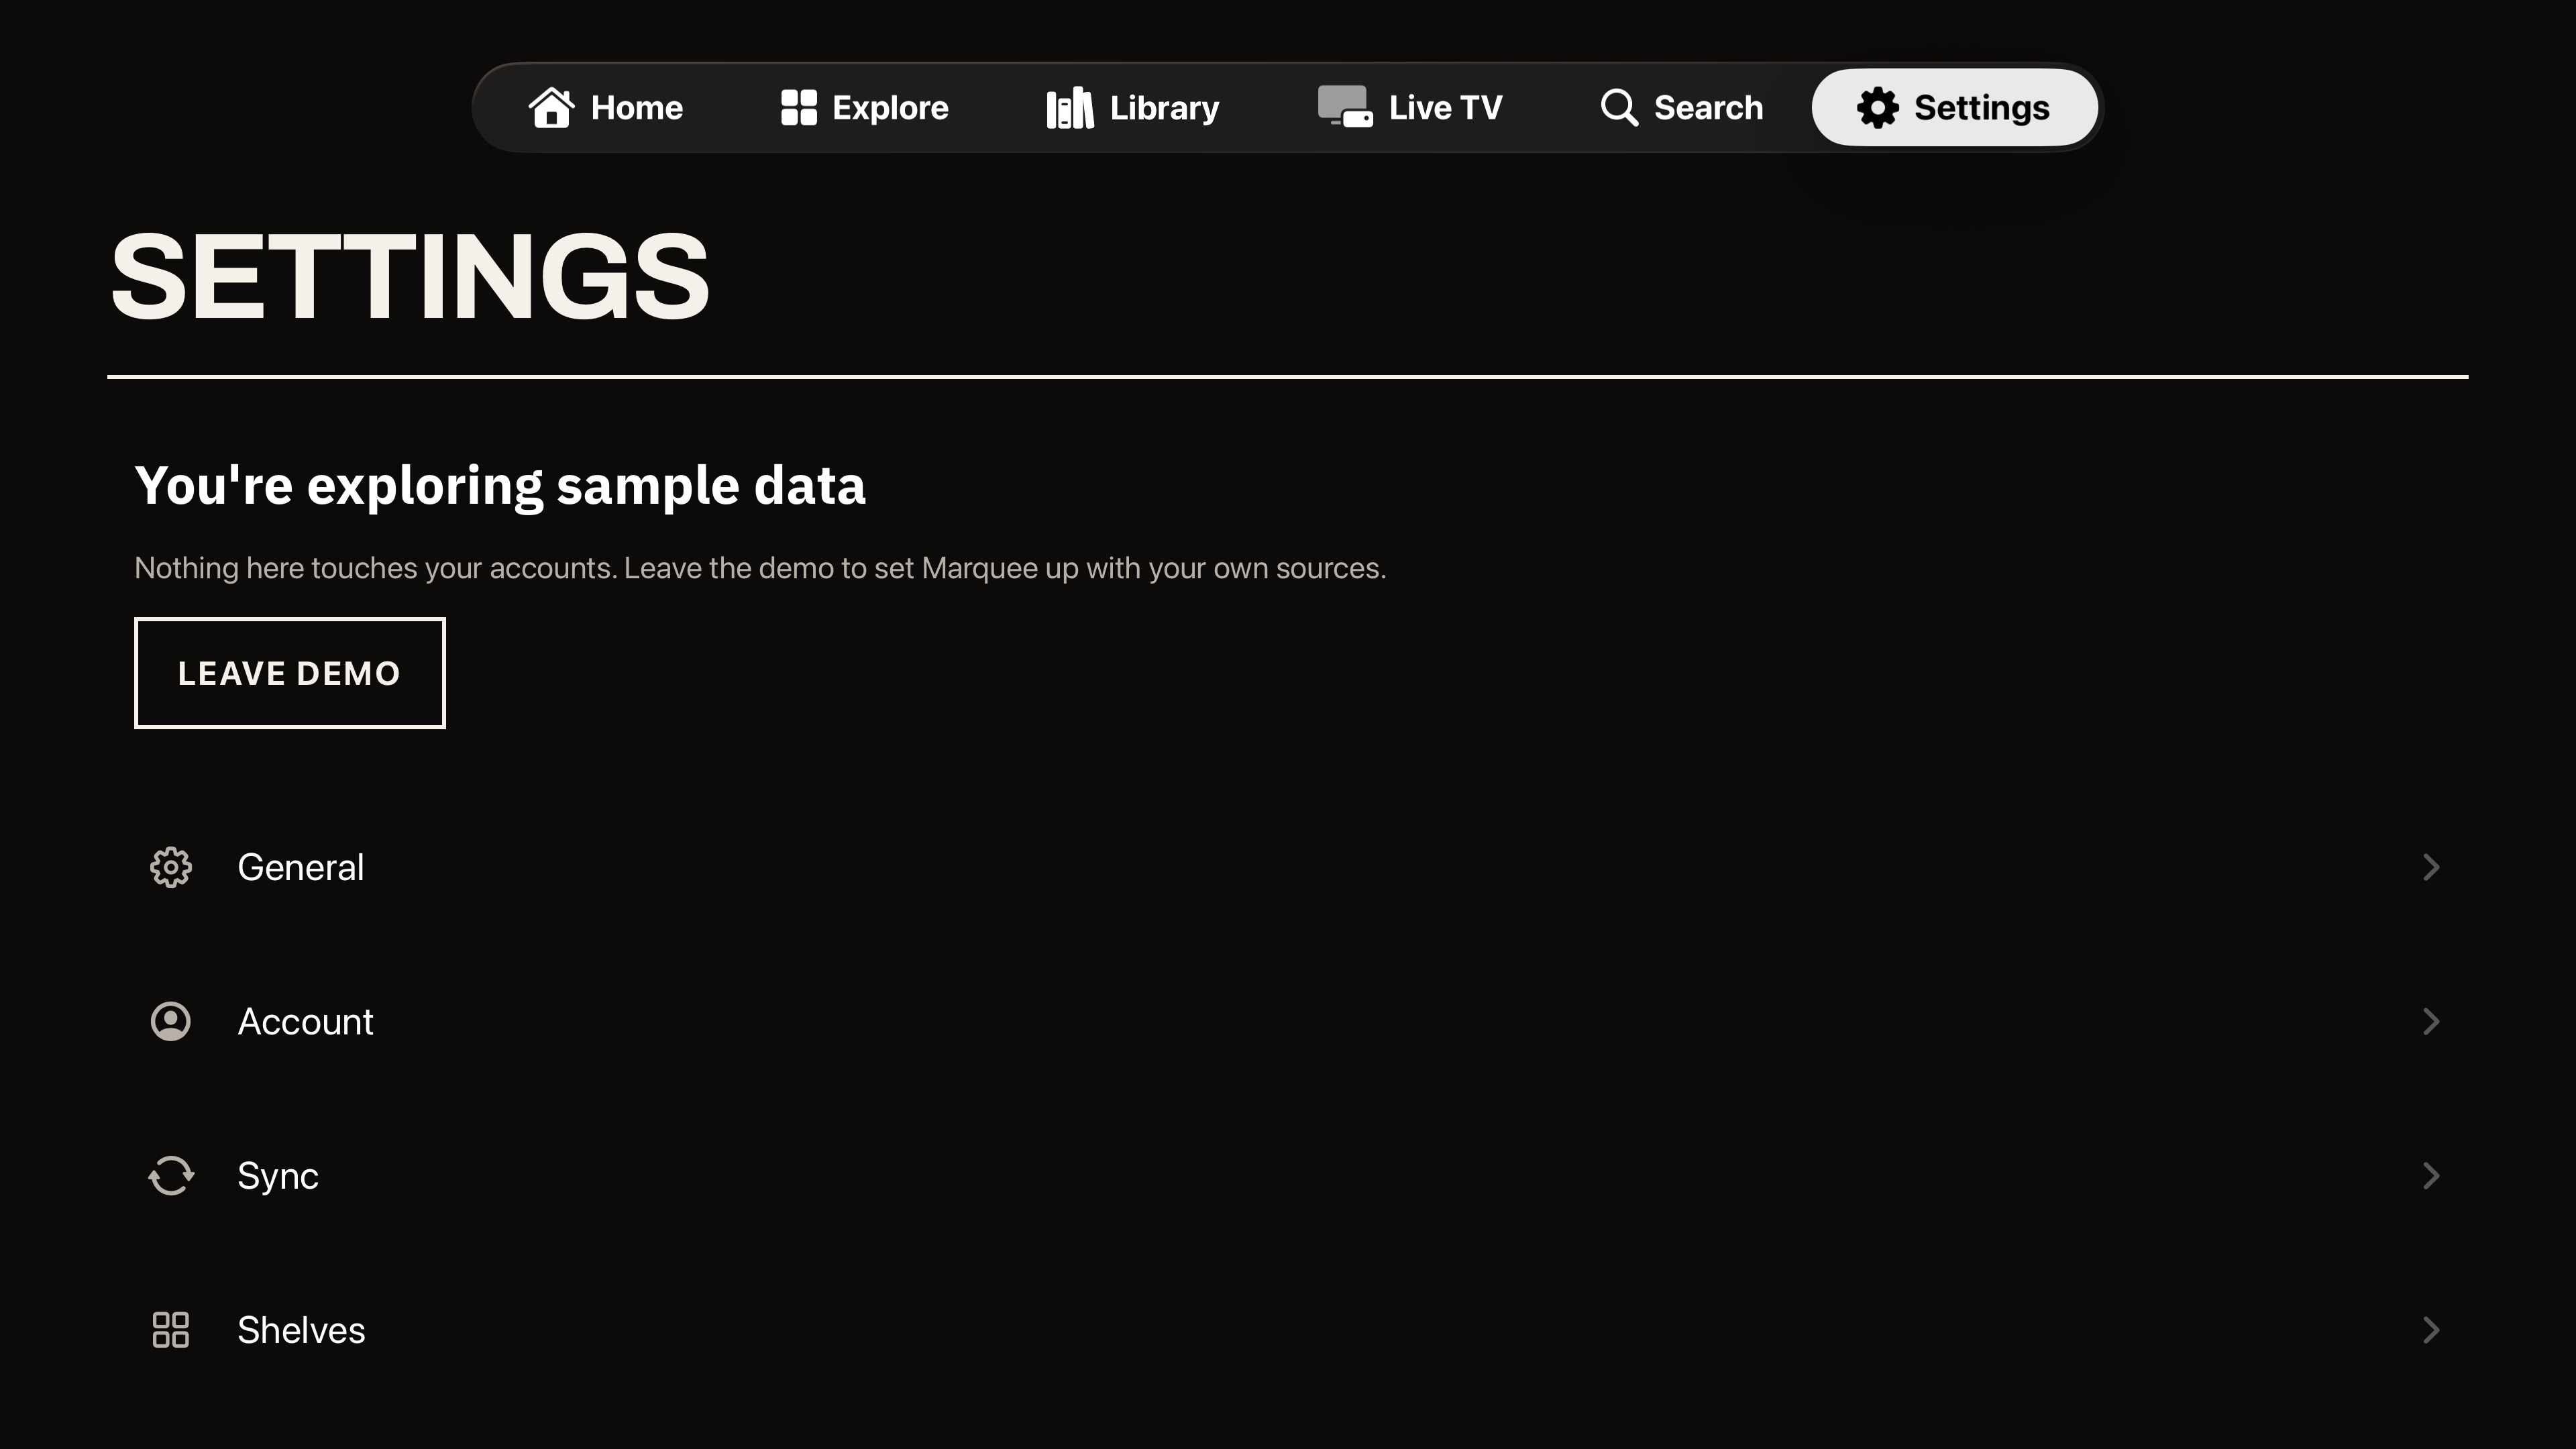 Home
Explore
Library
Live TV
Search
Settings
SETTINGS
You're exploring sample data
Nothing here touches your accounts. Leave the demo to set Marquee up with your own sources.
LEAVE DEMO
General
Account
Sync
Shelves